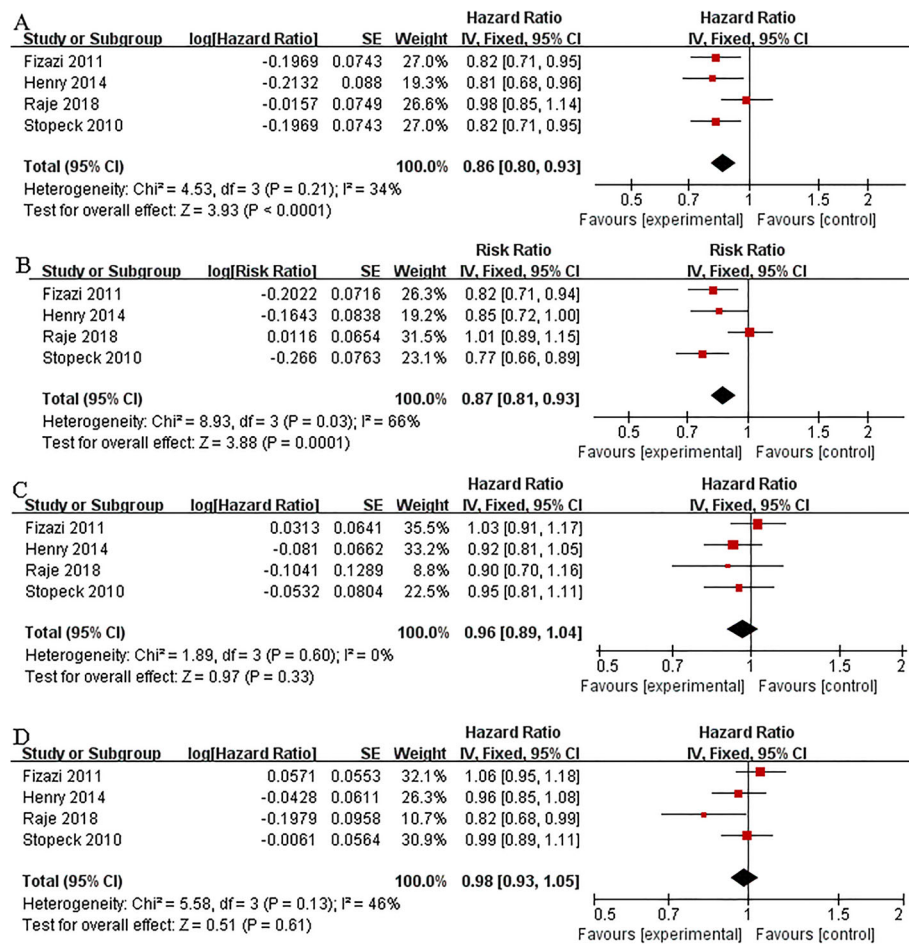 A
Hazard Ratio Hazard Ratio
Study or Subgroup log[Hazard Ratio] SE Weight IV, Fixed, 95% CI IV, Fixed, 95% CI
Fizazi 2011 -0.1969 0.0743 27.0% 0.82 [0.71, 0.95]
Henry 2014 -0.2132 0.088 19.3% 0.81 [0.68, 0.96]
Raje 2018 -0.0157 0.0749 26.6% 0.98 [0.85, 1.14]
Stopeck 2010 -0.1969 0.0743 27.0% 0.82 [0.71, 0.95]
Total (95% CI) 100.0% 0.86 [0.80, 0.93]
Heterogeneity: Chi² = 4.53, df = 3 (P = 0.21); I² = 34%
Test for overall effect: Z = 3.93 (P < 0.0001)
0.5 0.7 1 1.5 2
Favours [experimental] Favours [control]
B
Risk Ratio Risk Ratio
Study or Subgroup log[Risk Ratio] SE Weight IV, Fixed, 95% CI IV, Fixed, 95% CI
Fizazi 2011 -0.2022 0.0716 26.3% 0.82 [0.71, 0.94]
Henry 2014 -0.1643 0.0838 19.2% 0.85 [0.72, 1.00]
Raje 2018 0.0116 0.0654 31.5% 1.01 [0.89, 1.15]
Stopeck 2010 -0.266 0.0763 23.1% 0.77 [0.66, 0.89]
Total (95% CI) 100.0% 0.87 [0.81, 0.93]
Heterogeneity: Chi² = 8.93, df = 3 (P = 0.03); I² = 66%
Test for overall effect: Z = 3.88 (P = 0.0001)
0.5 0.7 1 1.5 2
Favours [experimental] Favours [control]
C
Hazard Ratio Hazard Ratio
Study or Subgroup log[Hazard Ratio] SE Weight IV, Fixed, 95% CI IV, Fixed, 95% CI
Fizazi 2011 0.0313 0.0641 35.5% 1.03 [0.91, 1.17]
Henry 2014 -0.081 0.0662 33.2% 0.92 [0.81, 1.05]
Raje 2018 -0.1041 0.1289 8.8% 0.90 [0.70, 1.16]
Stopeck 2010 -0.0532 0.0804 22.5% 0.95 [0.81, 1.11]
Total (95% CI) 100.0% 0.96 [0.89, 1.04]
Heterogeneity: Chi² = 1.89, df = 3 (P = 0.60); I² = 0%
Test for overall effect: Z = 0.97 (P = 0.33)
0.5 0.7 1 1.5 2
Favours [experimental] Favours [control]
D
Hazard Ratio Hazard Ratio
Study or Subgroup log[Hazard Ratio] SE Weight IV, Fixed, 95% CI IV, Fixed, 95% CI
Fizazi 2011 0.0571 0.0553 32.1% 1.06 [0.95, 1.18]
Henry 2014 -0.0428 0.0611 26.3% 0.96 [0.85, 1.08]
Raje 2018 -0.1979 0.0958 10.7% 0.82 [0.68, 0.99]
Stopeck 2010 -0.0061 0.0564 30.9% 0.99 [0.89, 1.11]
Total (95% CI) 100.0% 0.98 [0.93, 1.05]
Heterogeneity: Chi² = 5.58, df = 3 (P = 0.13); I² = 46%
Test for overall effect: Z = 0.51 (P = 0.61)
0.5 0.7 1 1.5 2
Favours [experimental] Favours [control]